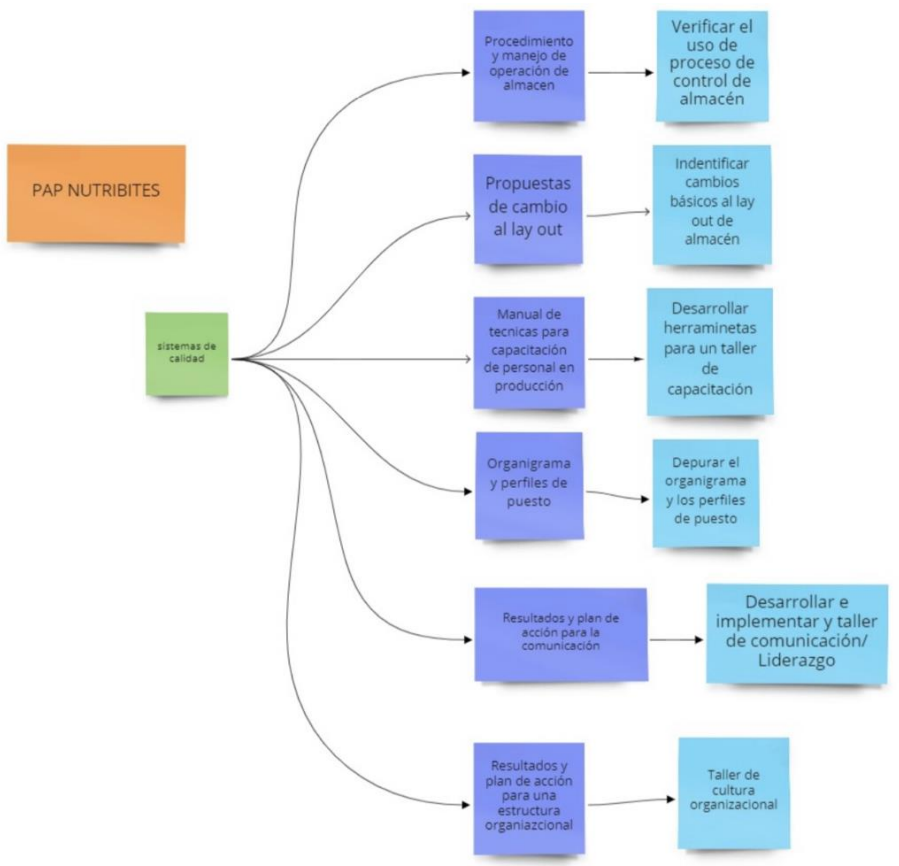 PAP NUTRIBITES
sistemas de
calidad
Procedimiento
y manejo de
operación de
almacen
Verificar el
uso de
proceso de
control de
almacén
Propuestas
de cambio
al lay out
Indentificar
cambios
básicos al lay
out de
almacén
Manual de
tecnicas para
capacitación
de personal en
producción
Desarrollar
herraminetas
para un taller
de
capacitación
Organigrama
y perfiles de
puesto
Depurar el
organigrama
y los perfiles
de puesto
Resultados y plan de
acción para la
comunicación
Desarrollar e
implementar y taller
de comunicación/
Liderazgo
Resultados y
plan de acción
para una
estructura
organiazcional
Taller de
cultura
organizacional